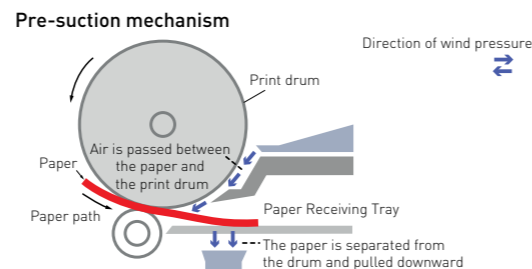 Pre-suction mechanism
Direction of wind pressure
Print drum
Air is passed between
the paper and
the print drum
Paper
Paper path
Paper Receiving Tray
The paper is separated from
the drum and pulled downward